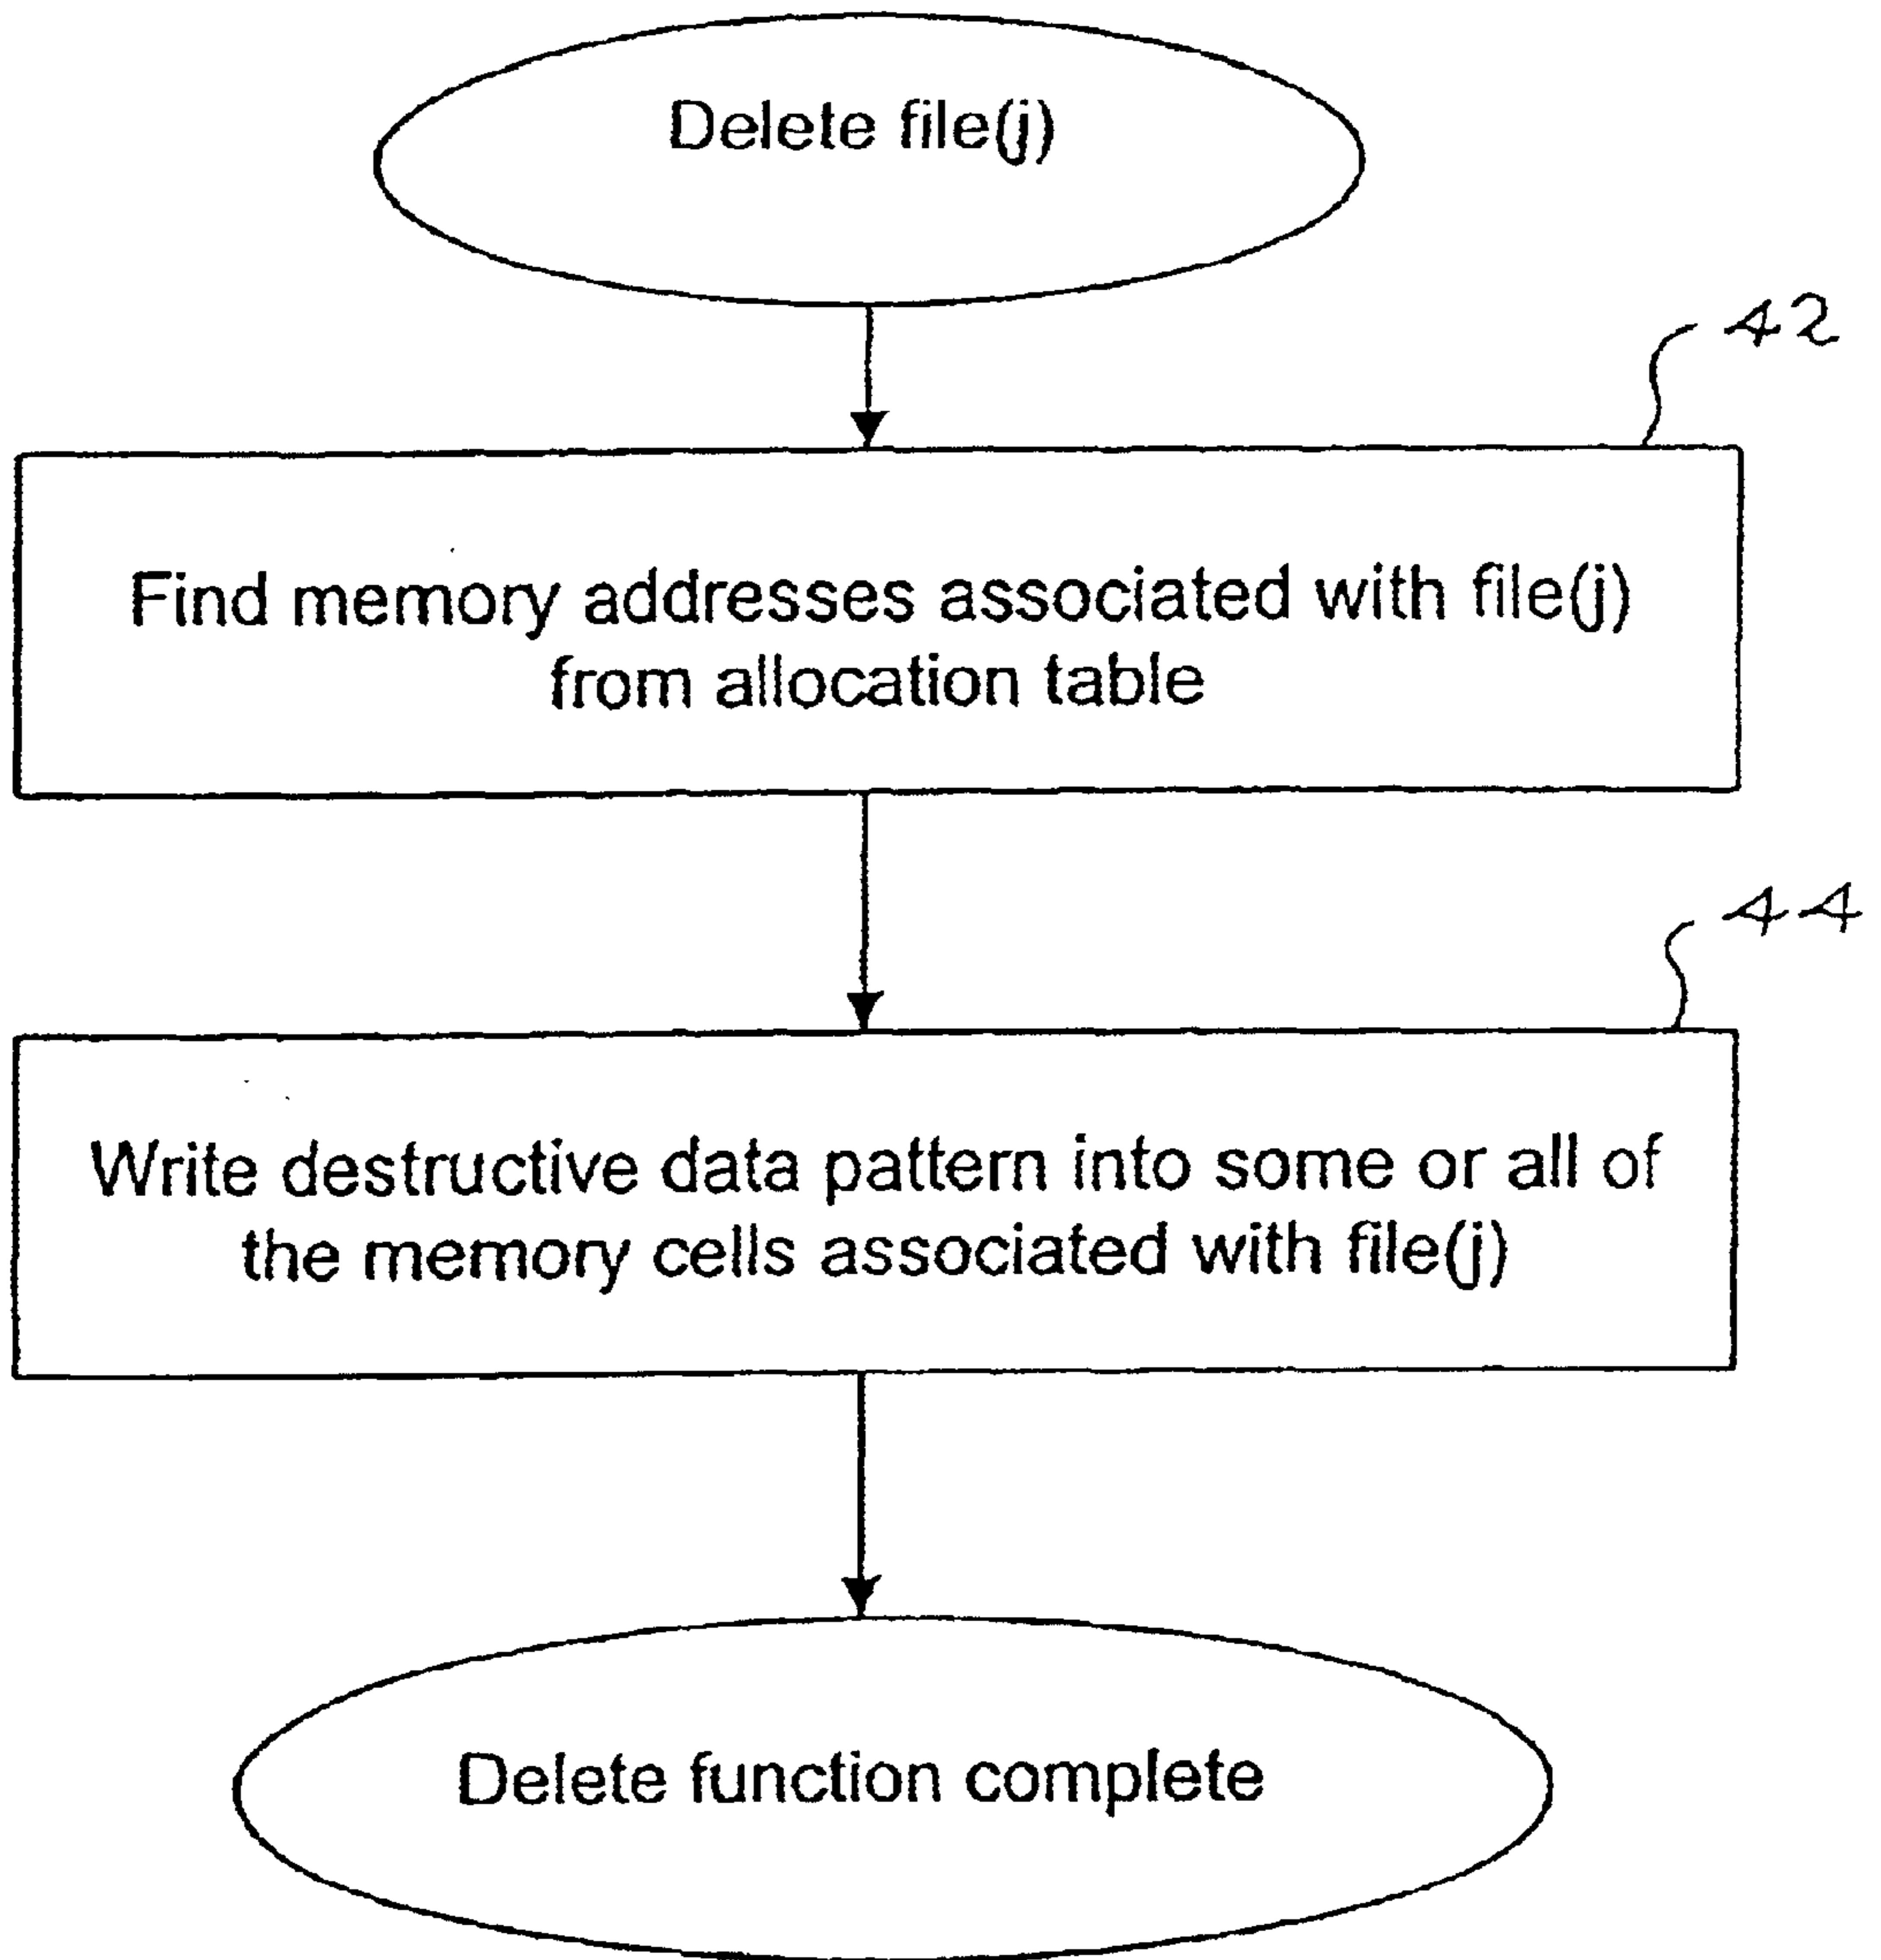 Delete file(j)
42
Find memory addresses associated with file(j)
from allocation table
44
Write destructive data pattern into some or all of
the memory cells associated with file(j)
Delete function complete